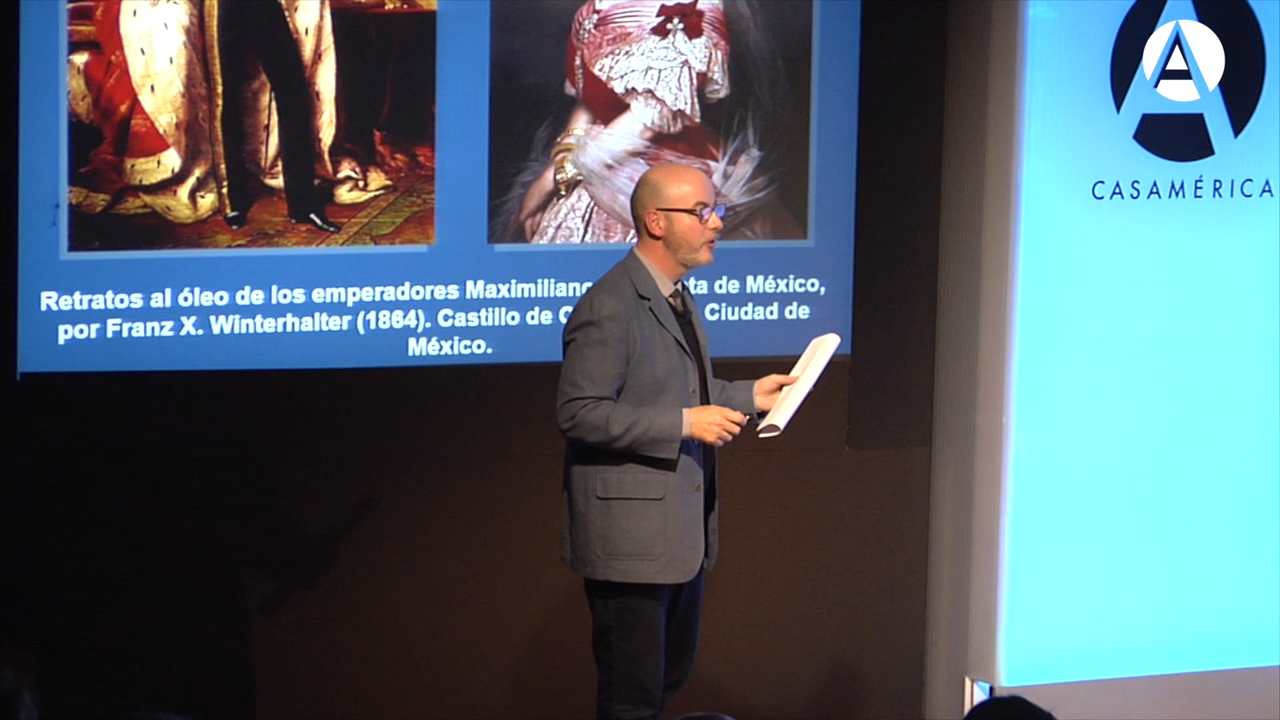 Retratos al óleo de los emperadores Maximiliano de México,
por Franz X. Winterhalter (1864). Castillo de Ciudad de
México.
A
CASAMÉRICA